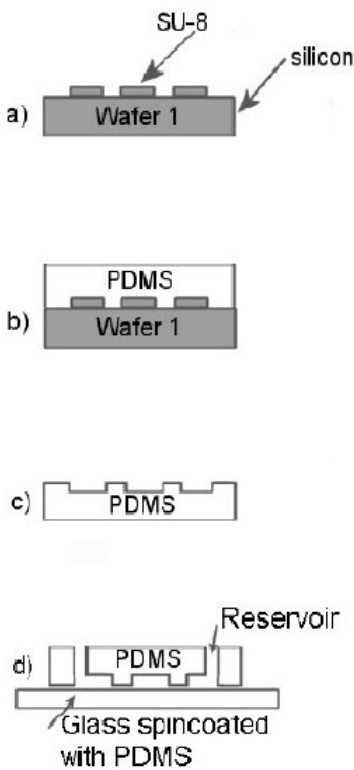 SU-8
silicon
a)
Wafer 1
PDMS
b)
Wafer 1
c)
PDMS
Reservoir
d)
PDMS
Glass spincoated
with PDMS